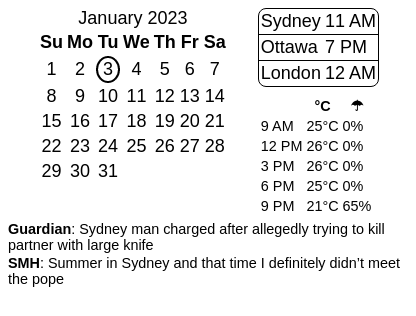 January 2023
Su Mo Tu We Th Fr Sa
1 2 3 4 5 6 7
8 9 10 11 12 13 14
15 16 17 18 19 20 21
22 23 24 25 26 27 28
29 30 31
Sydney 11 AM
Ottawa 7 PM
London 12 AM
°C ☂
9 AM 25°C 0%
12 PM 26°C 0%
3 PM 26°C 0%
6 PM 25°C 0%
9 PM 21°C 65%
Guardian: Sydney man charged after allegedly trying to kill
partner with large knife
SMH: Summer in Sydney and that time I definitely didn’t meet
the pope